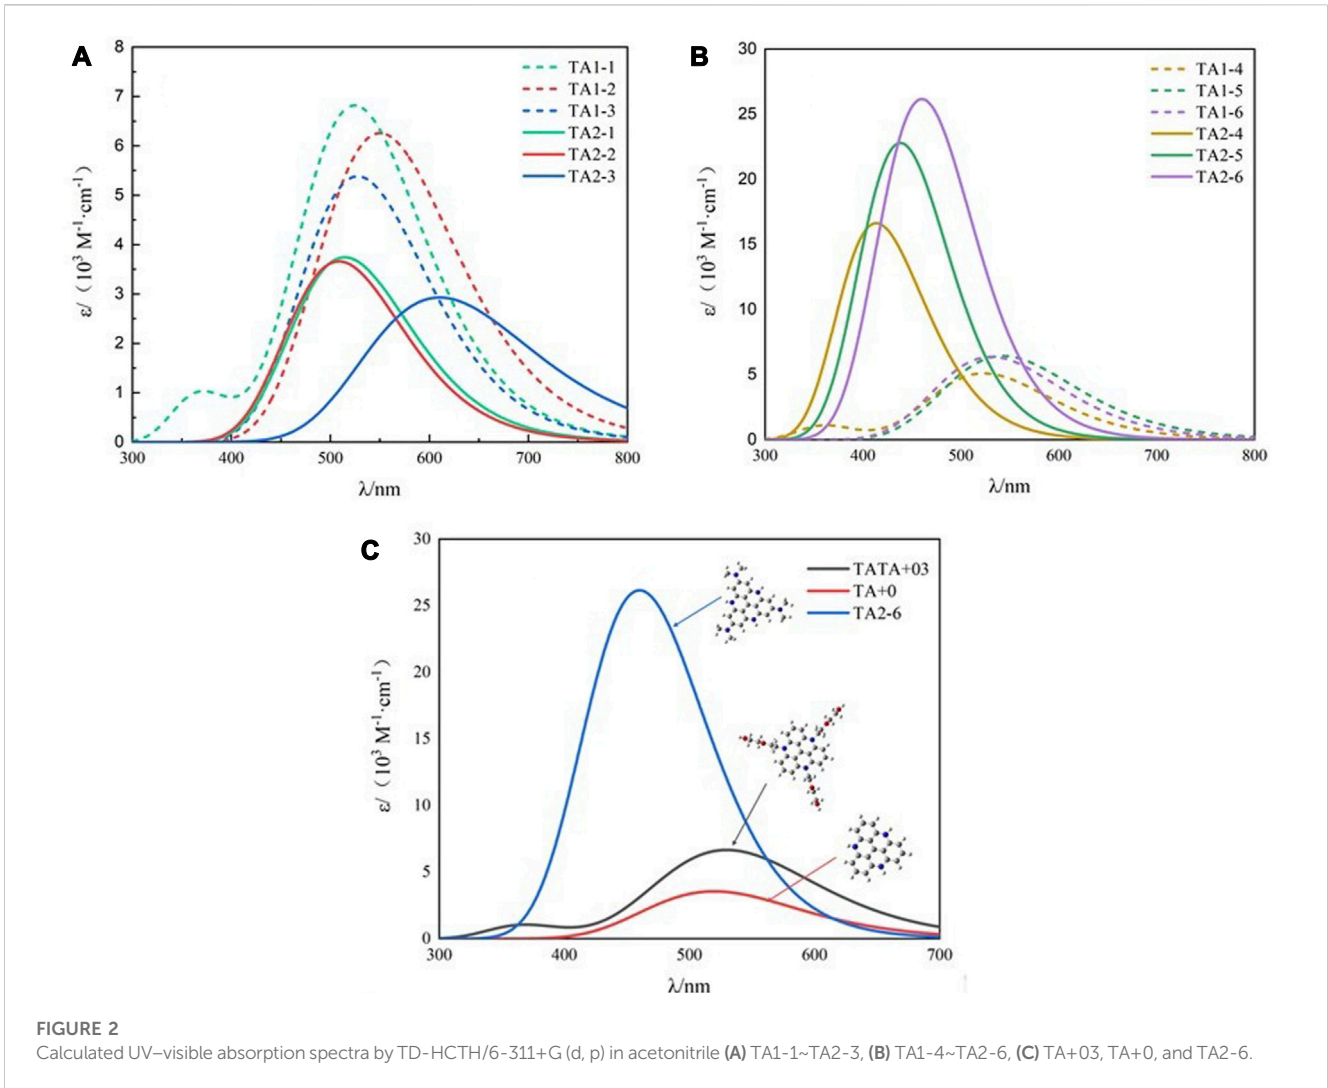 A
8
7
6
5
4
3
2
1
0
300
400
500
600
700
800
λ/nm
ε/（10³ M⁻¹·cm⁻¹）
TA1-1
TA1-2
TA1-3
TA2-1
TA2-2
TA2-3
B
30
25
20
15
10
5
0
300
400
500
600
700
800
λ/nm
ε/（10³ M⁻¹·cm⁻¹）
TA1-4
TA1-5
TA1-6
TA2-4
TA2-5
TA2-6
C
30
25
20
15
10
5
0
300
400
500
600
700
λ/nm
ε/（10³ M⁻¹·cm⁻¹）
TATA+03
TA+0
TA2-6
FIGURE 2
Calculated UV–visible absorption spectra by TD-HCTH/6-311+G (d, p) in acetonitrile (A) TA1-1~TA2-3, (B) TA1-4~TA2-6, (C) TA+03, TA+0, and TA2-6.